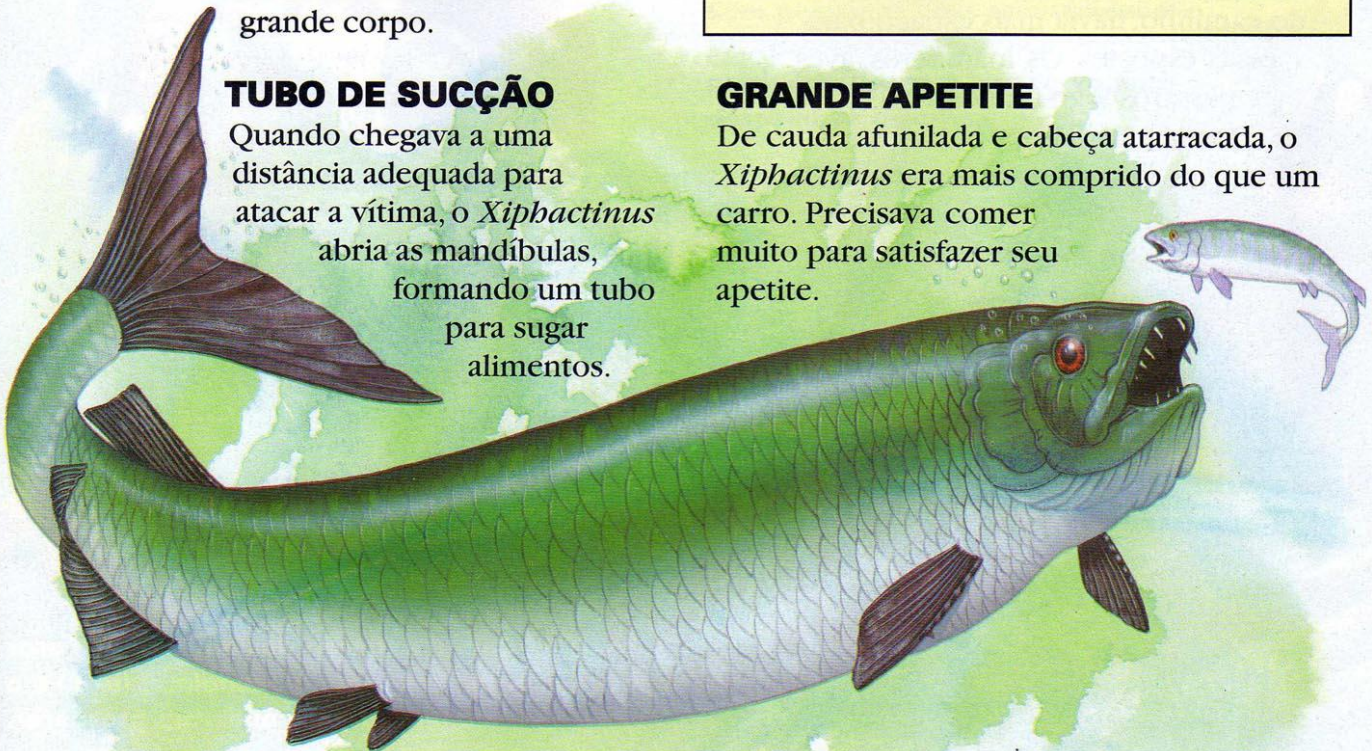 grande corpo.
TUBO DE SUCÇÃO
Quando chegava a uma
distância adequada para
atacar a vítima, o Xiphactinus
abria as mandíbulas,
formando um tubo
para sugar
alimentos.
GRANDE APETITE
De cauda afunilada e cabeça atarracada, o
Xiphactinus era mais comprido do que um
carro. Precisava comer
muito para satisfazer seu
apetite.